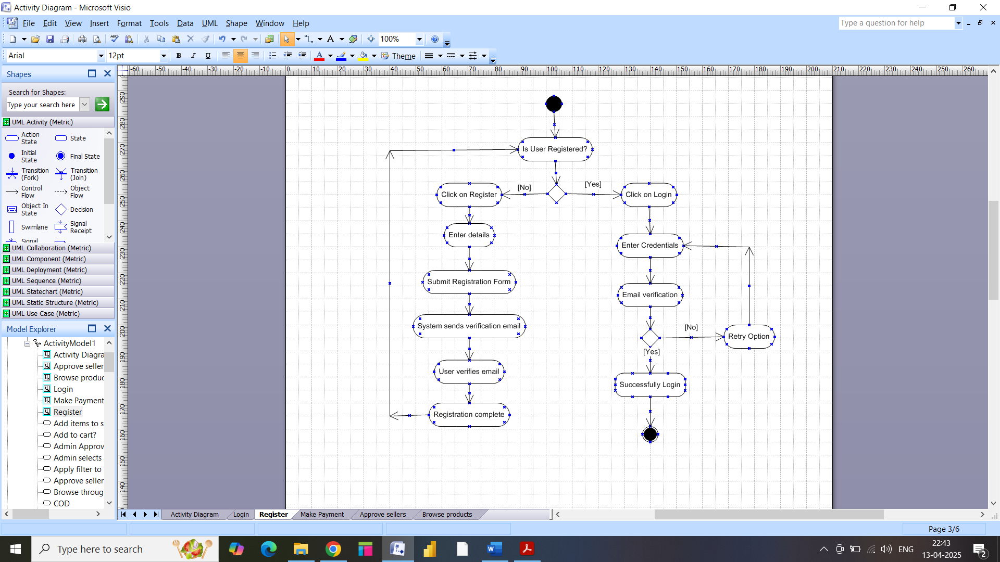 Activity Diagram - Microsoft Visio
File Edit View Insert Format Tools Data UML Shape Window Help
Type a question for help
100%
Arial 12pt B I U A Theme
Shapes
Search for Shapes:
Type your search here
UML Activity (Metric)
Action State
State
Initial State
Final State
Transition (Fork)
Transition (Join)
Control Flow
Object Flow
Object In State
Decision
Swimlane
Signal Receipt
Signal
UML Collaboration (Metric)
UML Component (Metric)
UML Deployment (Metric)
UML Sequence (Metric)
UML Statechart (Metric)
UML Static Structure (Metric)
UML Use Case (Metric)
Model Explorer
ActivityModel1
Activity Diagra
Approve seller
Browse produc
Login
Make Payment
Register
Add items to s
Add to cart?
Admin Approv
Admin selects
Apply filter to
Approve seller
Browse throug
COD
-60 -50 -40 -30 -20 -10 0 10 20 30 40 50 60 70 80 90 100 110 120 130 140 150 160 170 180 190 200 210 220 230 240 250 260
290
280
270
260
250
240
230
220
210
200
190
180
170
160
150
140
Is User Registered?
[No]
[Yes]
Click on Register
Click on Login
Enter details
Enter Credentials
Submit Registration Form
Email verification
System sends verification email
[No]
Retry Option
[Yes]
User verifies email
Successfully Login
Registration complete
Activity Diagram Login Register Make Payment Approve sellers Browse products
Page 3/6
Type here to search
ENG
22:43
13-04-2025
2